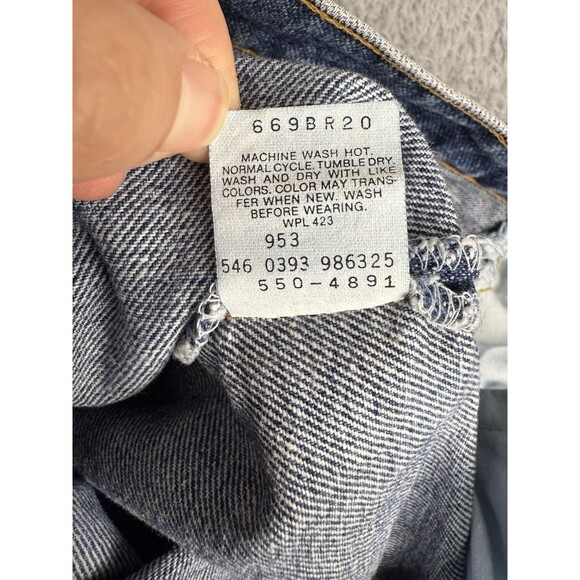 669BR20
MACHINE WASH HOT.
NORMAL CYCLE. TUMBLE DRY.
WASH AND DRY WITH LIKE
COLORS. COLOR MAY TRANS-
FER WHEN NEW. WASH
BEFORE WEARING.
WPL 423
953
546 0393 986325
550-4891